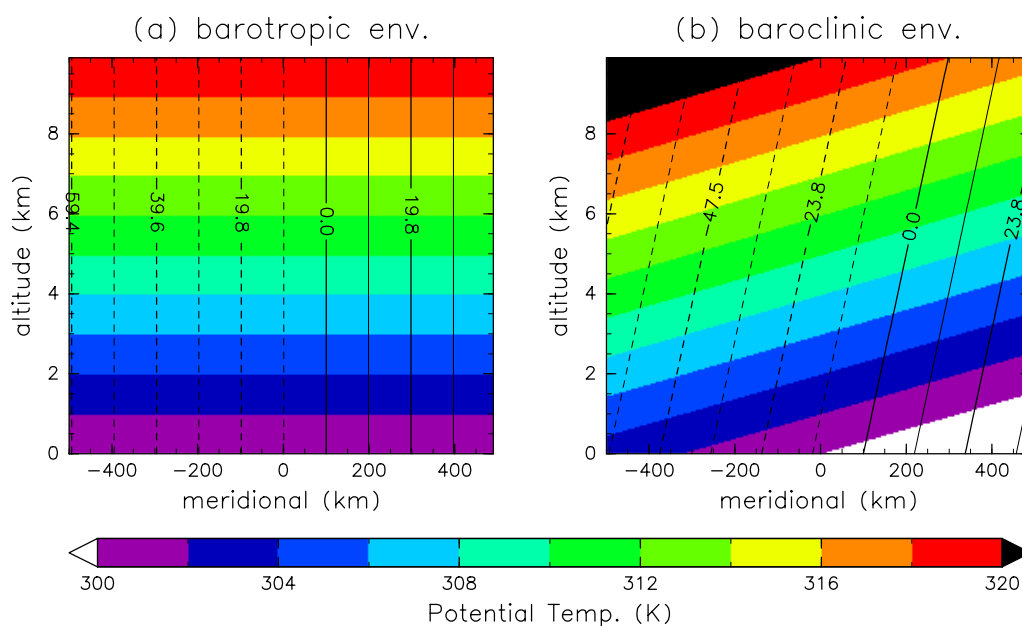 (a) barotropic env.
(b) baroclinic env.
altitude (km)
8
6
4
2
0
59.4
39.6
19.8
0.0
19.8
−400 −200 0 200 400
meridional (km)
altitude (km)
8
6
4
2
0
47.5
23.8
0.0
23.8
−400 −200 0 200 400
meridional (km)
300 304 308 312 316 320
Potential Temp. (K)